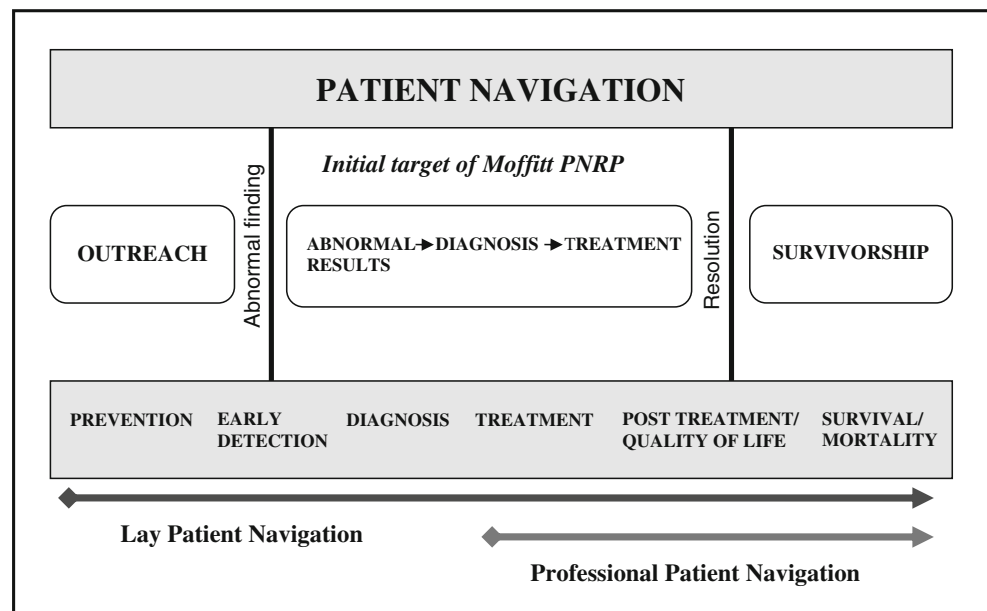 PATIENT NAVIGATION
Initial target of Moffitt PNRP
Abnormal finding
Resolution
OUTREACH
ABNORMAL DIAGNOSIS TREATMENT
RESULTS
SURVIVORSHIP
PREVENTION
EARLY
DETECTION
DIAGNOSIS
TREATMENT
POST TREATMENT/
QUALITY OF LIFE
SURVIVAL/
MORTALITY
Lay Patient Navigation
Professional Patient Navigation